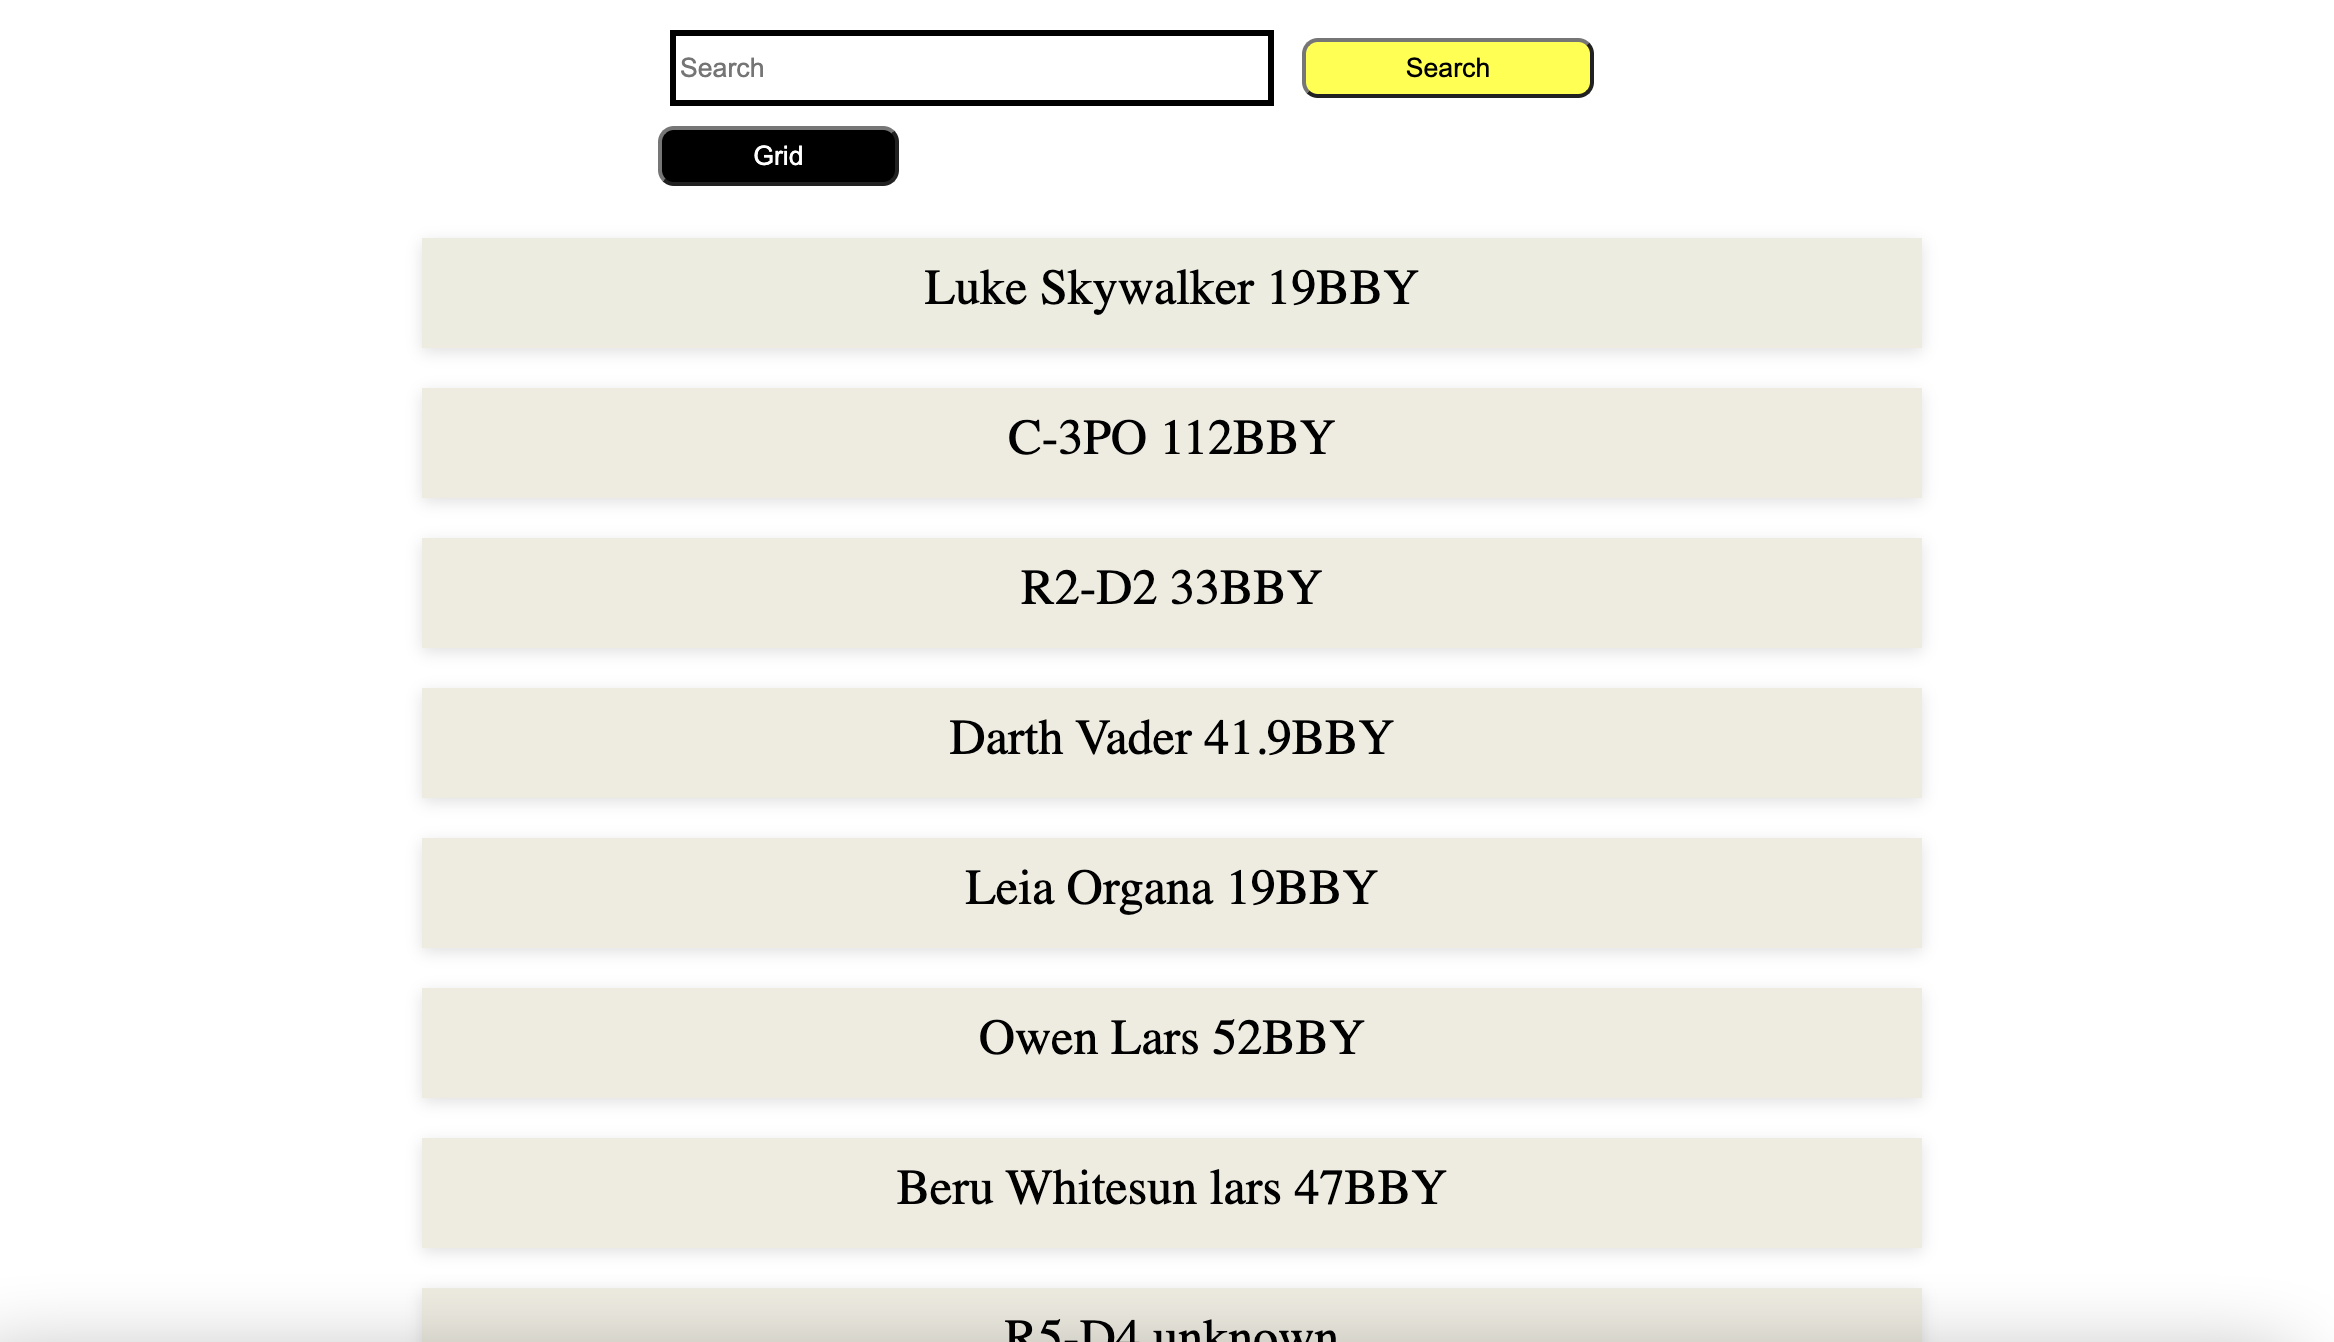 Search Search
Grid
Luke Skywalker 19BBY
C-3PO 112BBY
R2-D2 33BBY
Darth Vader 41.9BBY
Leia Organa 19BBY
Owen Lars 52BBY
Beru Whitesun lars 47BBY
R5-D4 unknown